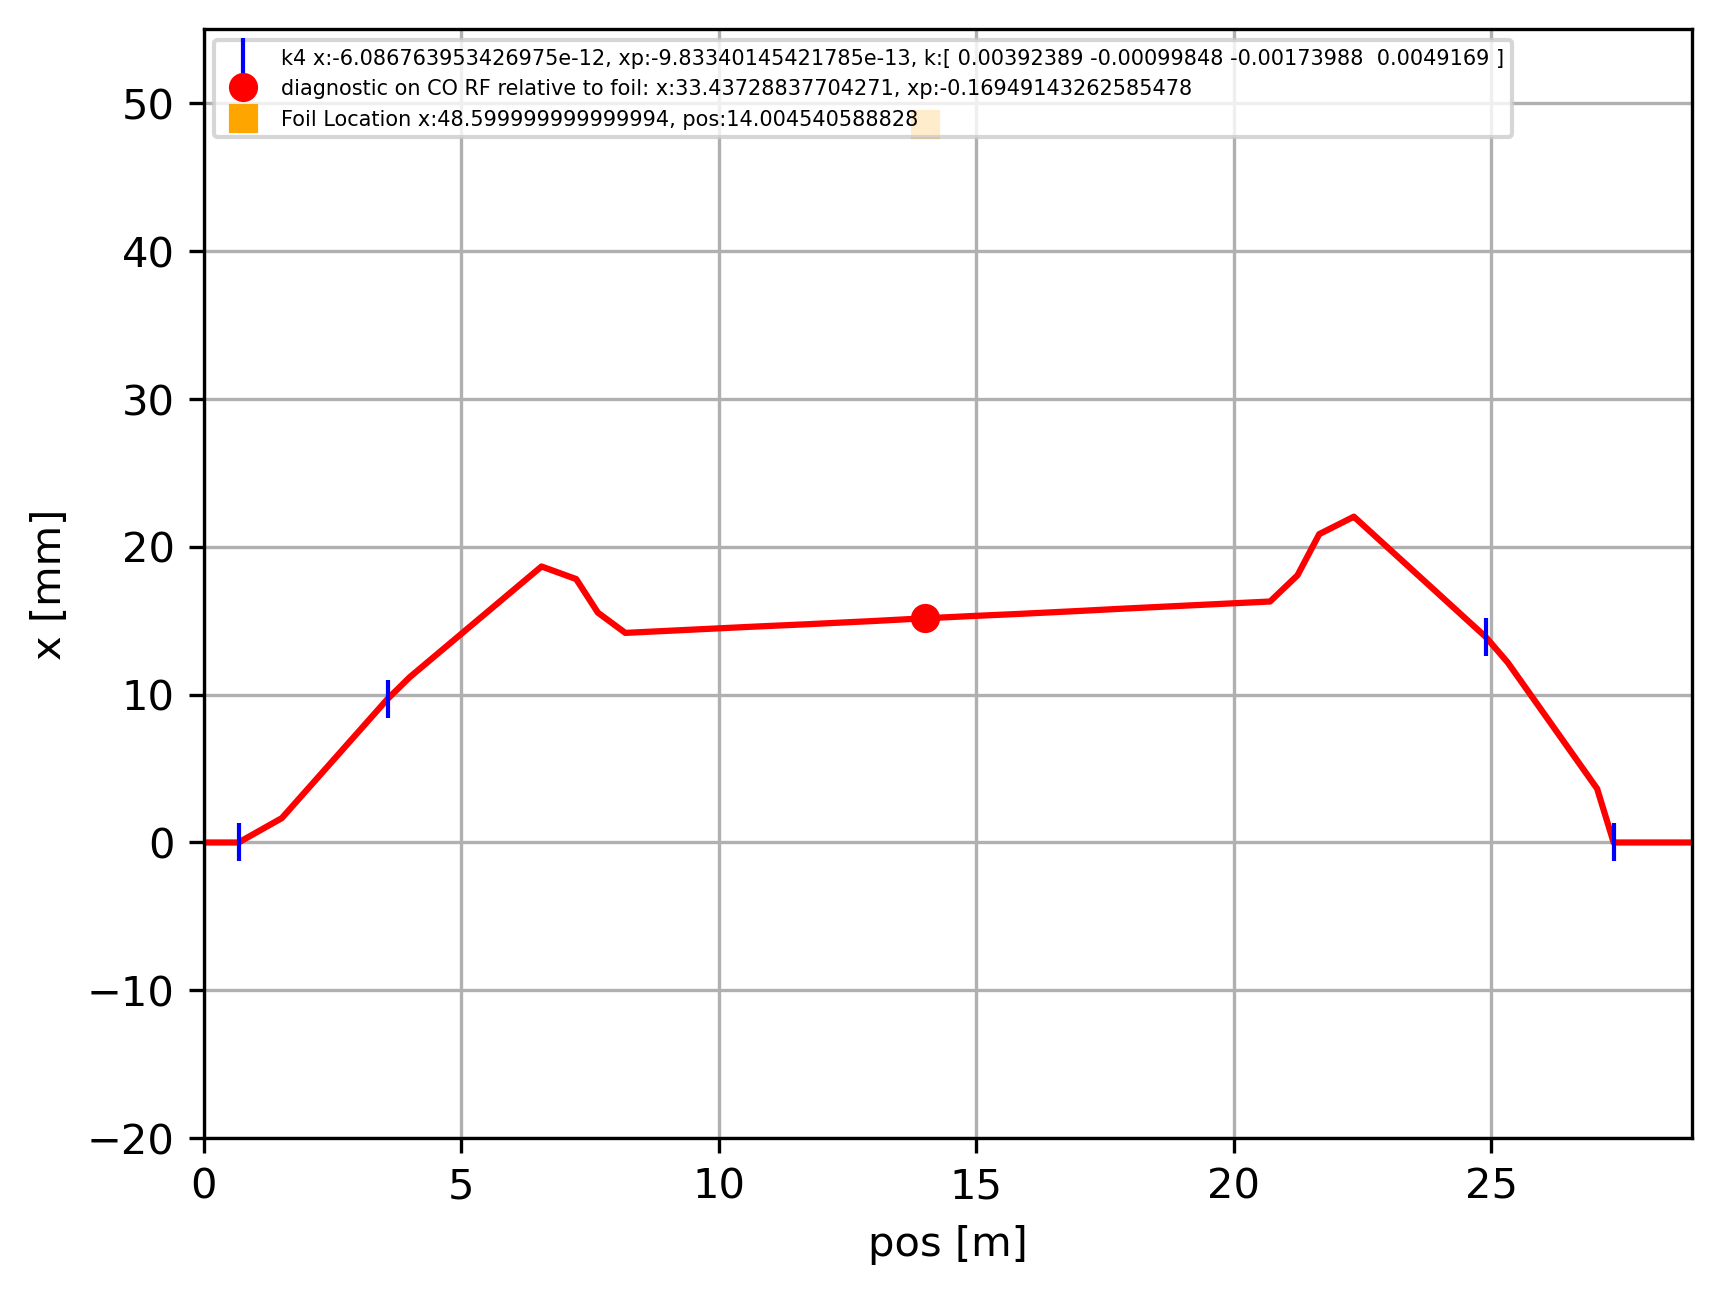 k4 x:-6.086763953426975e-12, xp:-9.83340145421785e-13, k:[ 0.00392389 -0.00099848 -0.00173988  0.0049169 ]
diagnostic on CO RF relative to foil: x:33.43728837704271, xp:-0.16949143262585478
Foil Location x:48.599999999999994, pos:14.004540588828
50
40
30
20
10
0
−10
−20
x [mm]
0 5 10 15 20 25
pos [m]